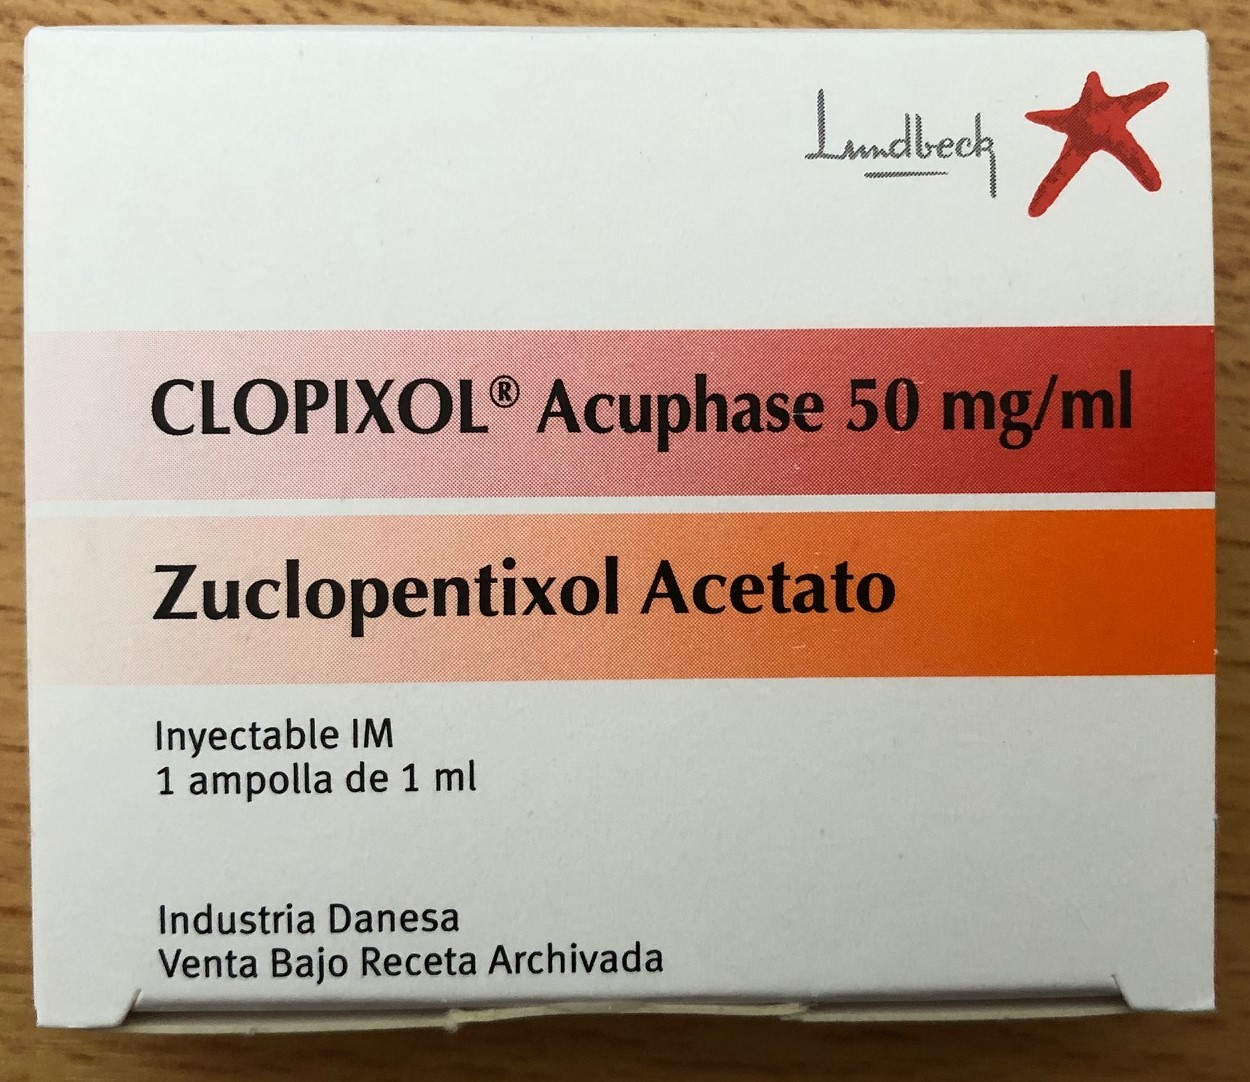 Lundbeck
CLOPIXOL® Acuphase 50 mg/ml
Zuclopentixol Acetato
Inyectable IM
1 ampolla de 1 ml
Industria Danesa
Venta Bajo Receta Archivada